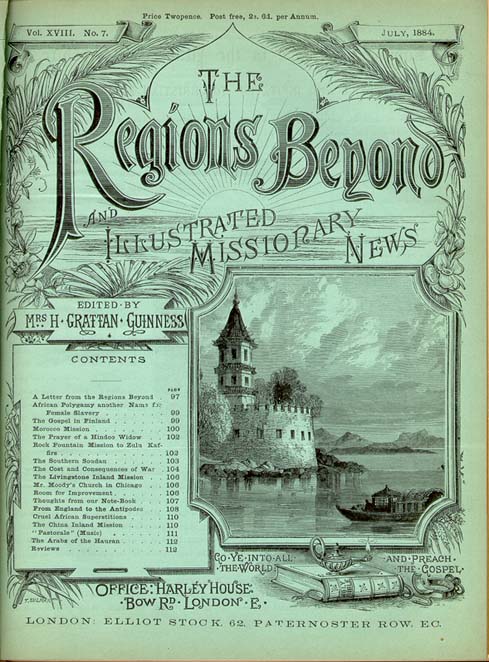 Price Twopence. Post free, 2s. 6d. per Annum.
Vol. XVIII. No. 7.
JULY, 1884.
THE
Regions Beyond
AND
ILLUSTRATED
MISSIONARY
NEWS
EDITED · BY
MRS H · GRATTAN · GUINNESS
CONTENTS
PAGE
A Letter from the Regions Beyond 97
African Polygamy another Name for
Female Slavery . . . . 99
The Gospel in Finland . . . . 99
Morocco Mission . . . . 100
The Prayer of a Hindoo Widow 102
Rock Fountain Mission to Zulu Kaf-
firs . . . . 103
The Southern Soudan . . . . 103
The Cost and Consequences of War 104
The Livingstone Inland Mission . 106
Mr. Moody's Church in Chicago . 106
Room for Improvement . . . . 106
Thoughts from our Note-Book . 107
From England to the Antipodes 108
Cruel African Superstitions . . 110
The China Inland Mission . . 110
"Pastorale" (Music) . . . . 111
The Arabs of the Hauran . . 112
Reviews . . . . 112
GO · YE · INTO · ALL
· THE · WORLD ·
· AND · PREACH ·
· THE · GOSPEL ·
OFFICE: HARLEY HOUSE
· BOW RD. LONDON · E ·
LONDON: ELLIOT STOCK, 62, PATERNOSTER ROW, E.C.